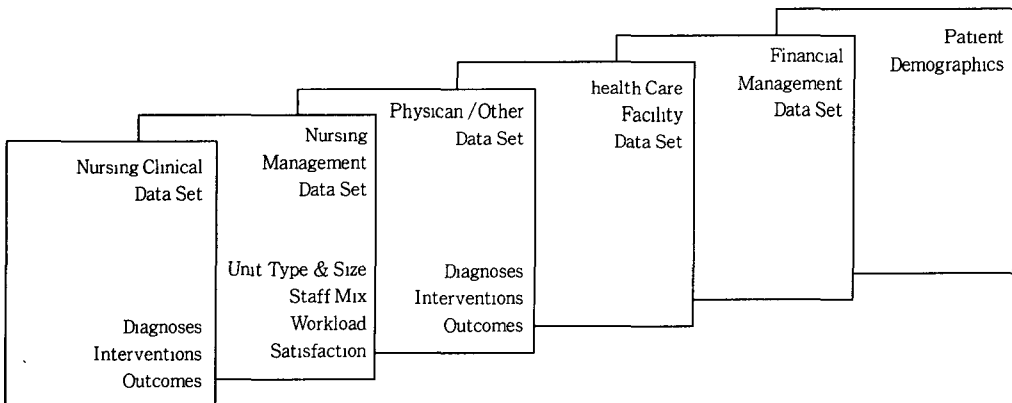 Nursing Clinical
Data Set
Diagnoses
Interventions
Outcomes
Nursing
Management
Data Set
Unit Type & Size
Staff Mix
Workload
Satisfaction
Physican / Other
Data Set
Diagnoses
Interventions
Outcomes
health Care
Facility
Data Set
Financial
Management
Data Set
Patient
Demographics